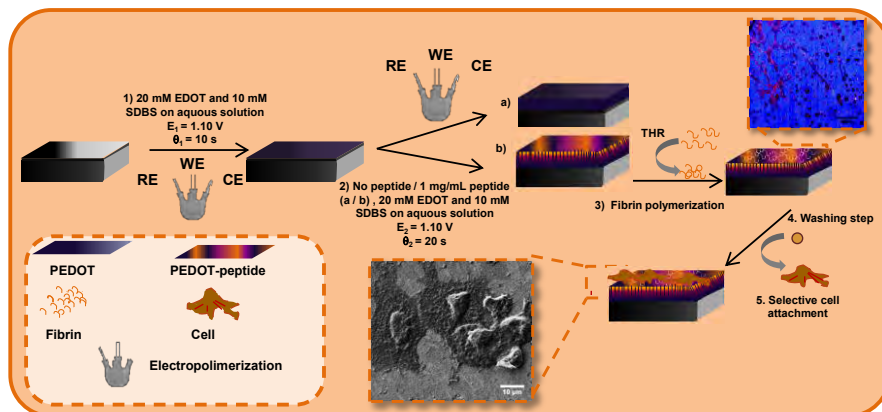 1) 20 mM EDOT and 10 mM
SDBS on aquous solution
E1 = 1.10 V
θ1 = 10 s
RE
WE
CE
RE
WE
CE
a)
b)
2) No peptide / 1 mg/mL peptide
(a / b) , 20 mM EDOT and 10 mM
SDBS on aquous solution
E2 = 1.10 V
θ2 = 20 s
THR
3) Fibrin polymerization
4. Washing step
5. Selective cell
attachment
PEDOT
PEDOT-peptide
Fibrin
Cell
Electropolimerization
10 µm